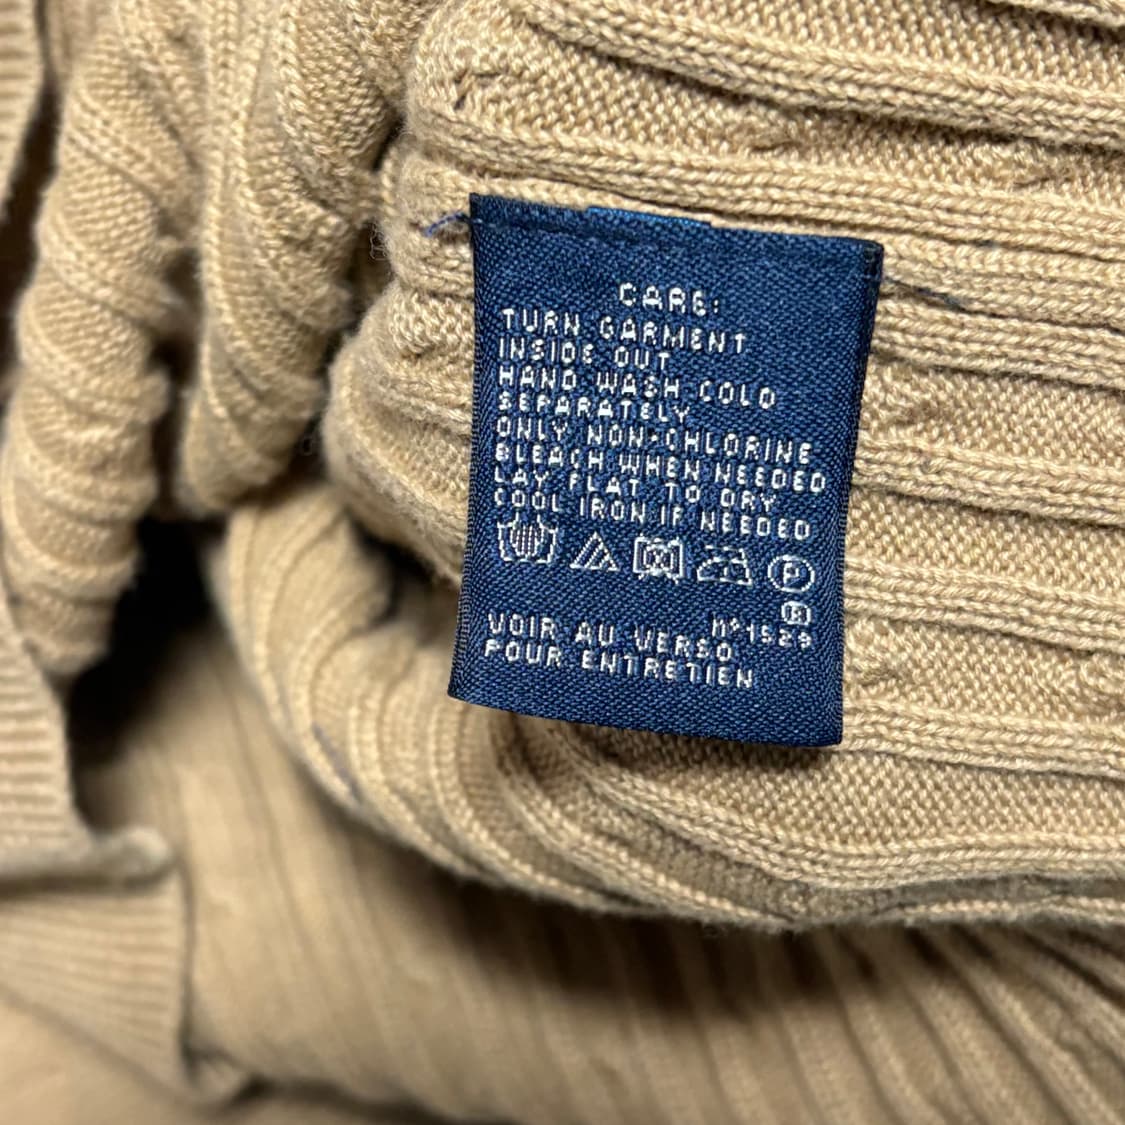 CARE:
TURN GARMENT
INSIDE OUT
HAND WASH COLD
SEPARATELY
ONLY NON-CHLORINE
BLEACH WHEN NEEDED
LAY FLAT TO DRY
COOL IRON IF NEEDED
P
nº1529
VOIR AU VERSO
POUR ENTRETIEN